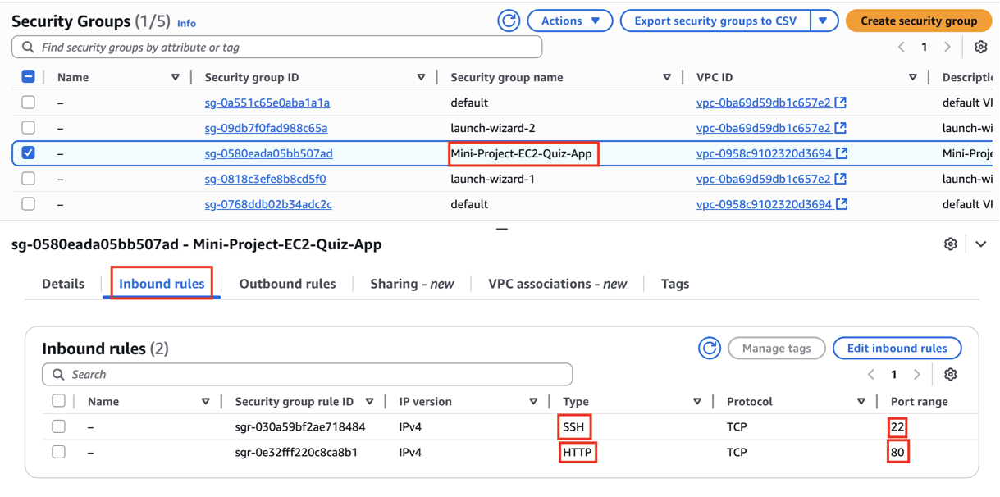 Security Groups (1/5) Info Actions Export security groups to CSV Create security group
Find security groups by attribute or tag 1
Name Security group ID Security group name VPC ID Descriptio
– sg-0a551c65e0aba1a1a default vpc-0ba69d59db1c657e2 default VP
– sg-09db7f0fad988c65a launch-wizard-2 vpc-0ba69d59db1c657e2 launch-wi
– sg-0580eada05bb507ad Mini-Project-EC2-Quiz-App vpc-0958c9102320d3694 Mini-Proje
– sg-0818c3efe8b8cd5f0 launch-wizard-1 vpc-0ba69d59db1c657e2 launch-wi
– sg-0768ddb02b34adc2c default vpc-0958c9102320d3694 default VP
sg-0580eada05bb507ad - Mini-Project-EC2-Quiz-App
Details Inbound rules Outbound rules Sharing - new VPC associations - new Tags
Inbound rules (2) Manage tags Edit inbound rules
Search 1
Name Security group rule ID IP version Type Protocol Port range
– sgr-030a59bf2ae718484 IPv4 SSH TCP 22
– sgr-0e32fff220c8ca8b1 IPv4 HTTP TCP 80